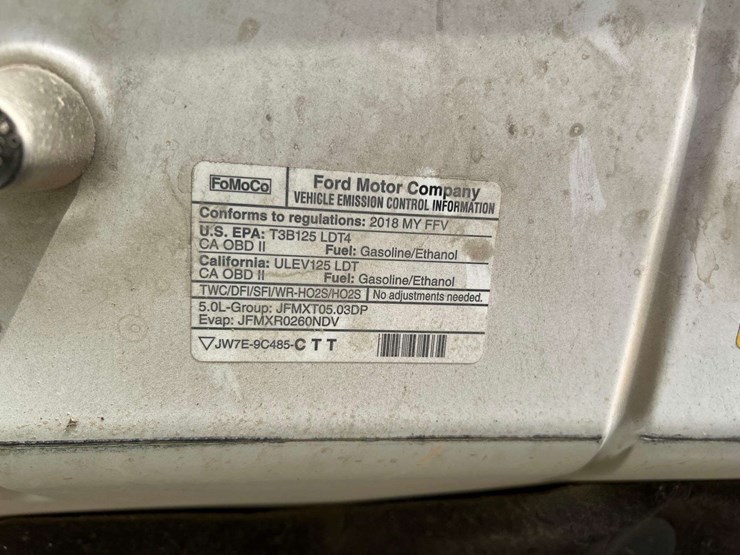 FoMoCo
Ford Motor Company
VEHICLE EMISSION CONTROL INFORMATION
Conforms to regulations: 2018 MY FFV
U.S. EPA: T3B125 LDT4
CA OBD II Fuel: Gasoline/Ethanol
California: ULEV125 LDT
CA OBD II Fuel: Gasoline/Ethanol
TWC/DFI/SFI/WR-HO2S/HO2S No adjustments needed.
5.0L-Group: JFMXT05.03DP
Evap: JFMXR0260NDV
▽JW7E-9C485-C T T